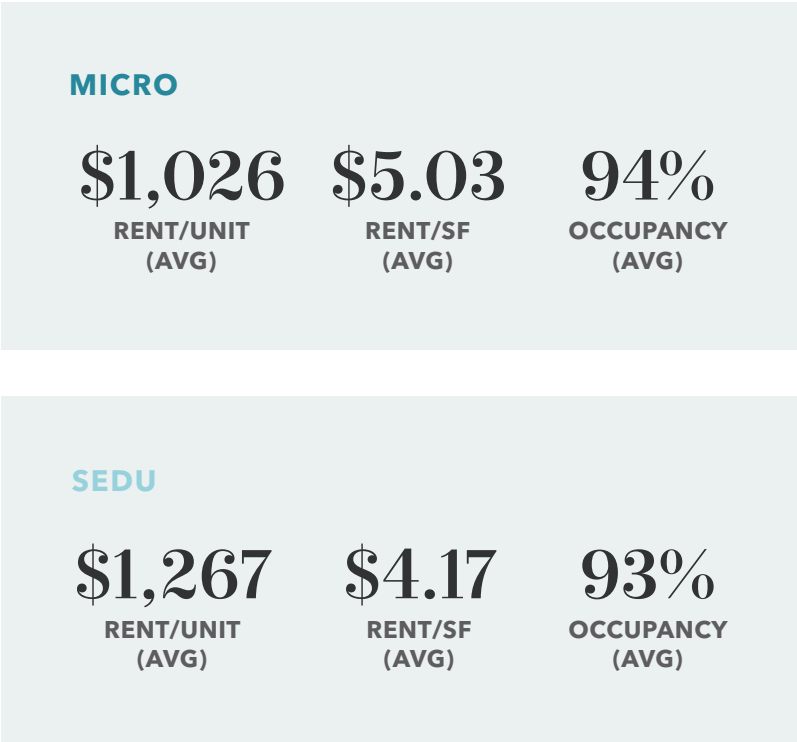 MICRO
$1,026 $5.03 94%
RENT/UNIT RENT/SF OCCUPANCY
(AVG) (AVG) (AVG)
SEDU
$1,267 $4.17 93%
RENT/UNIT RENT/SF OCCUPANCY
(AVG) (AVG) (AVG)